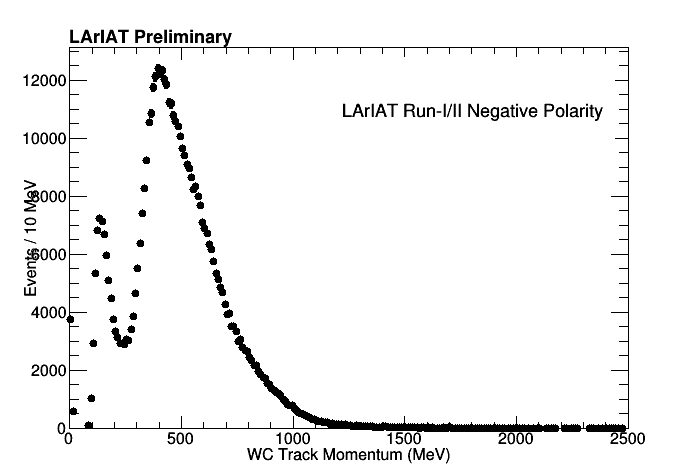 LArIAT Preliminary
LArIAT Run-I/II Negative Polarity
Events / 10 MeV
12000
10000
8000
6000
4000
2000
0
0 500 1000 1500 2000 2500
WC Track Momentum (MeV)